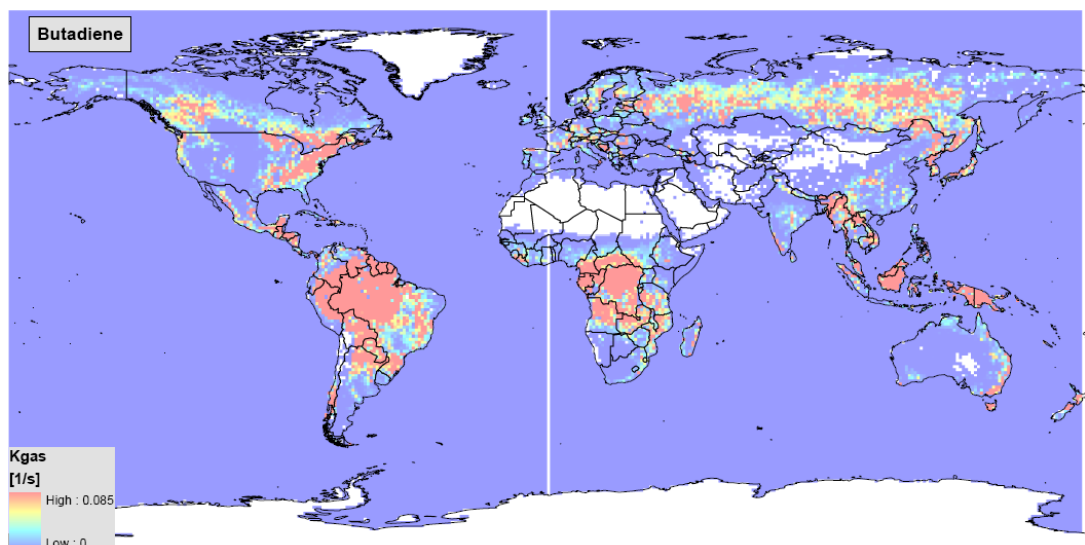 Butadiene
Kgas
[1/s]
High : 0.085
Low : 0